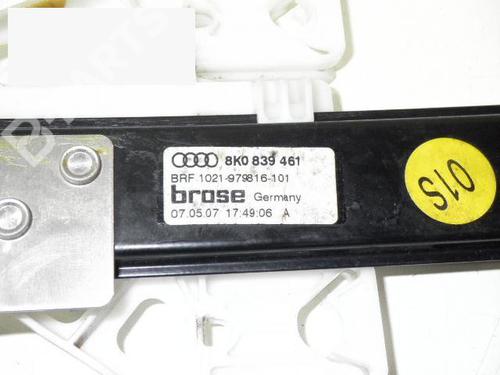 8K0 839 461
BRF 1021-979816-101
brose Germany
07.05.07 17:49:06 A
01S